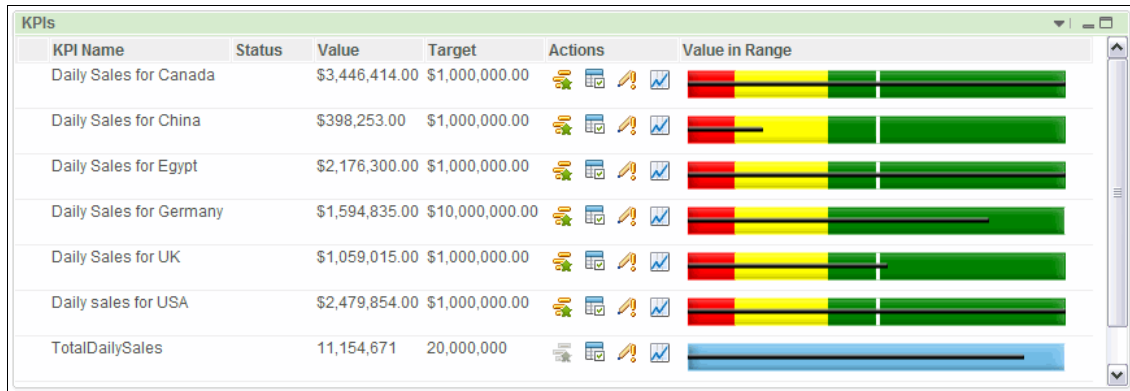 KPIs
KPI Name Status Value Target Actions Value in Range
Daily Sales for Canada $3,446,414.00 $1,000,000.00
Daily Sales for China $398,253.00 $1,000,000.00
Daily Sales for Egypt $2,176,300.00 $1,000,000.00
Daily Sales for Germany $1,594,835.00 $10,000,000.00
Daily Sales for UK $1,059,015.00 $1,000,000.00
Daily sales for USA $2,479,854.00 $1,000,000.00
TotalDailySales 11,154,671 20,000,000